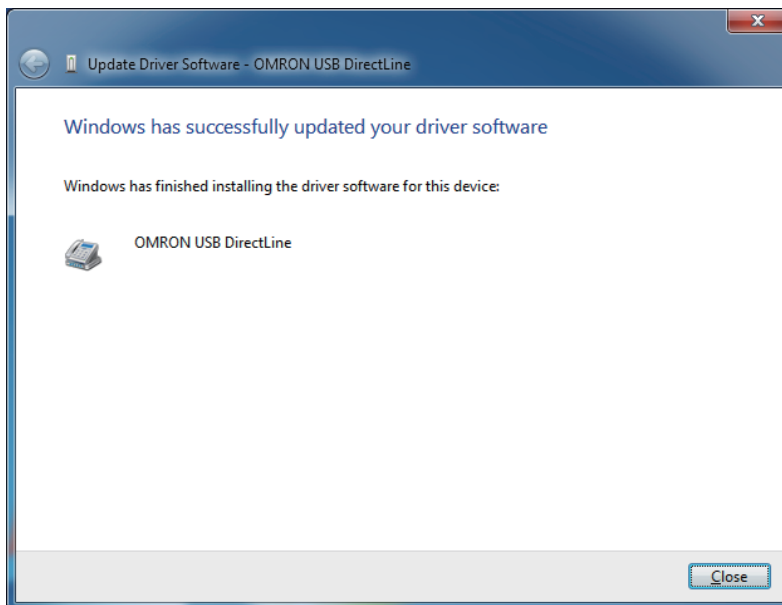 Update Driver Software - OMRON USB DirectLine
Windows has successfully updated your driver software
Windows has finished installing the driver software for this device:
OMRON USB DirectLine
Close